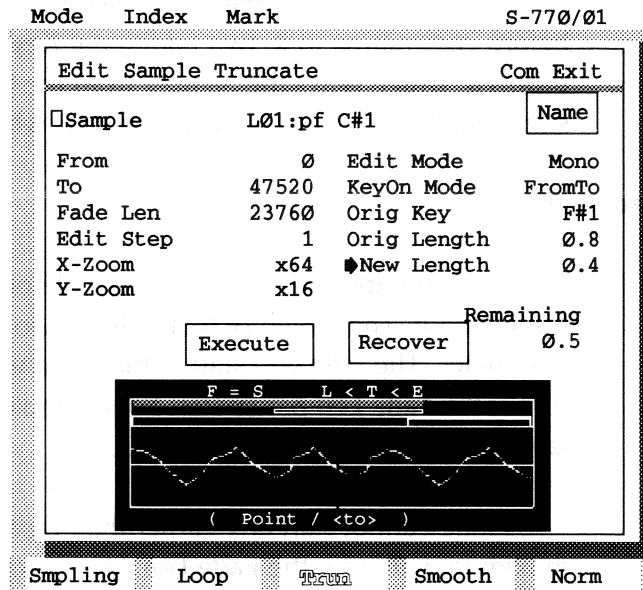 Mode Index Mark S-770/01
Edit Sample Truncate Com Exit
Sample L01:pf C#1 Name
From 0 Edit Mode Mono
To 47520 KeyOn Mode FromTo
Fade Len 23760 Orig Key F#1
Edit Step 1 Orig Length 0.8
X-Zoom x64 New Length 0.4
Y-Zoom x16
Remaining
Execute Recover 0.5
F = S L < T < E
( Point / <to> )
Smpling Loop Trun Smooth Norm